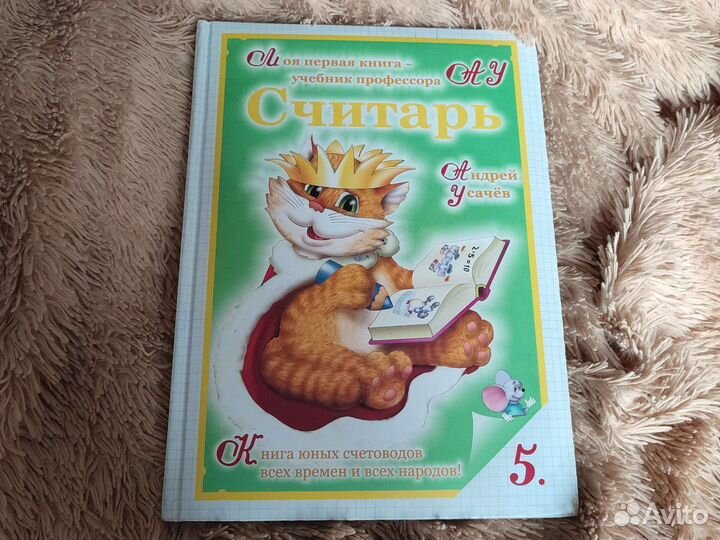 Моя первая книга –
учебник профессора АУ
Считарь
Андрей
Усачёв
2·5=10
Книга юных счетоводов
всех времен и всех народов!
5.
Avito